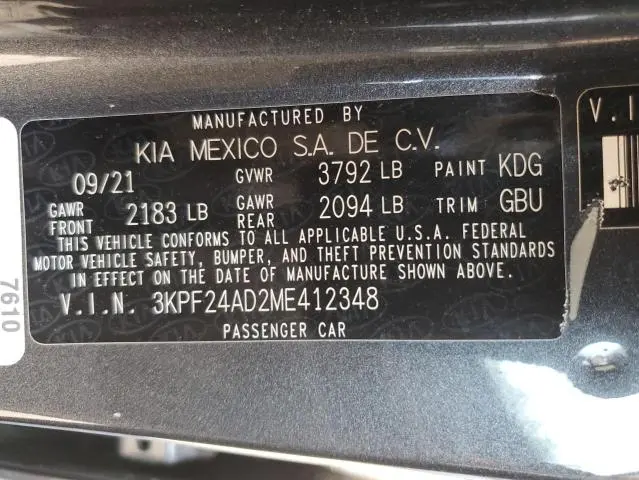 MANUFACTURED BY
KIA MEXICO S.A. DE C.V.
09/21 GVWR 3792 LB PAINT KDG
GAWR FRONT 2183 LB GAWR REAR 2094 LB TRIM GBU
THIS VEHICLE CONFORMS TO ALL APPLICABLE U.S.A. FEDERAL
MOTOR VEHICLE SAFETY, BUMPER, AND THEFT PREVENTION STANDARDS
IN EFFECT ON THE DATE OF MANUFACTURE SHOWN ABOVE.
V.I.N. 3KPF24AD2ME412348
PASSENGER CAR
7610
V.I